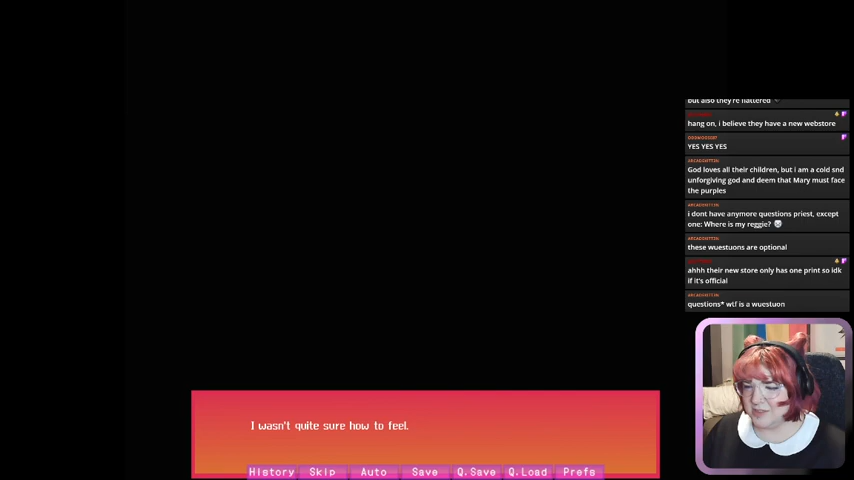 but also they're flattered
hang on, i believe they have a new webstore
YES YES YES
God loves all their children, but i am a cold snd
unforgiving god and deem that Mary must face
the purples
i dont have anymore questions priest, except
one: Where is my reggie?
these wuestuons are optional
ahhh their new store only has one print so idk
if it's official
questions* wtf is a wuestuon
I wasn't quite sure how to feel.
History Skip Auto Save Q.Save Q.Load Prefs